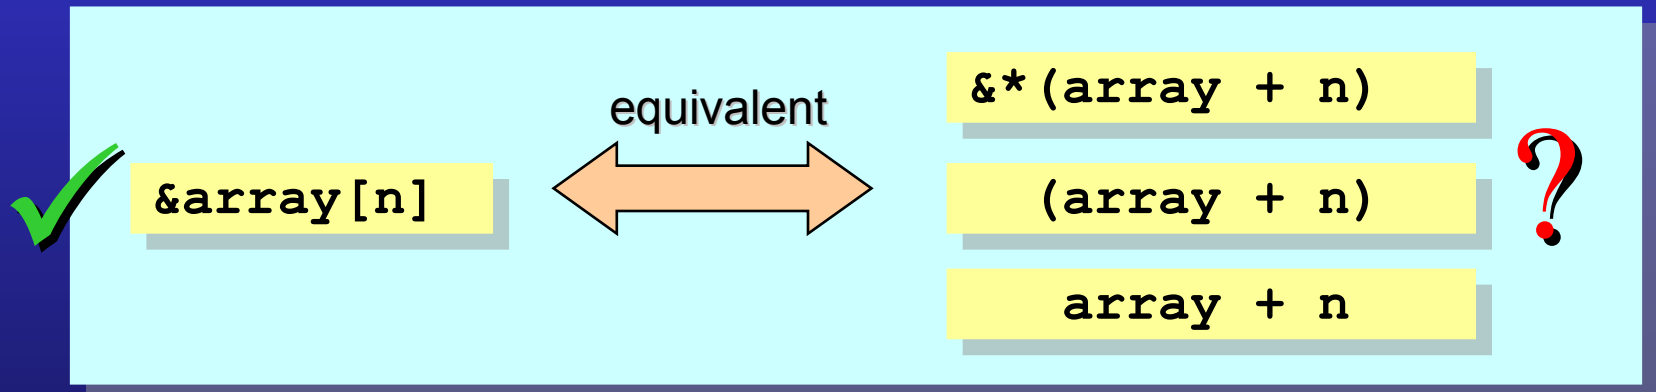 &*(array + n)
equivalent
&array[n]
(array + n)
?
array + n